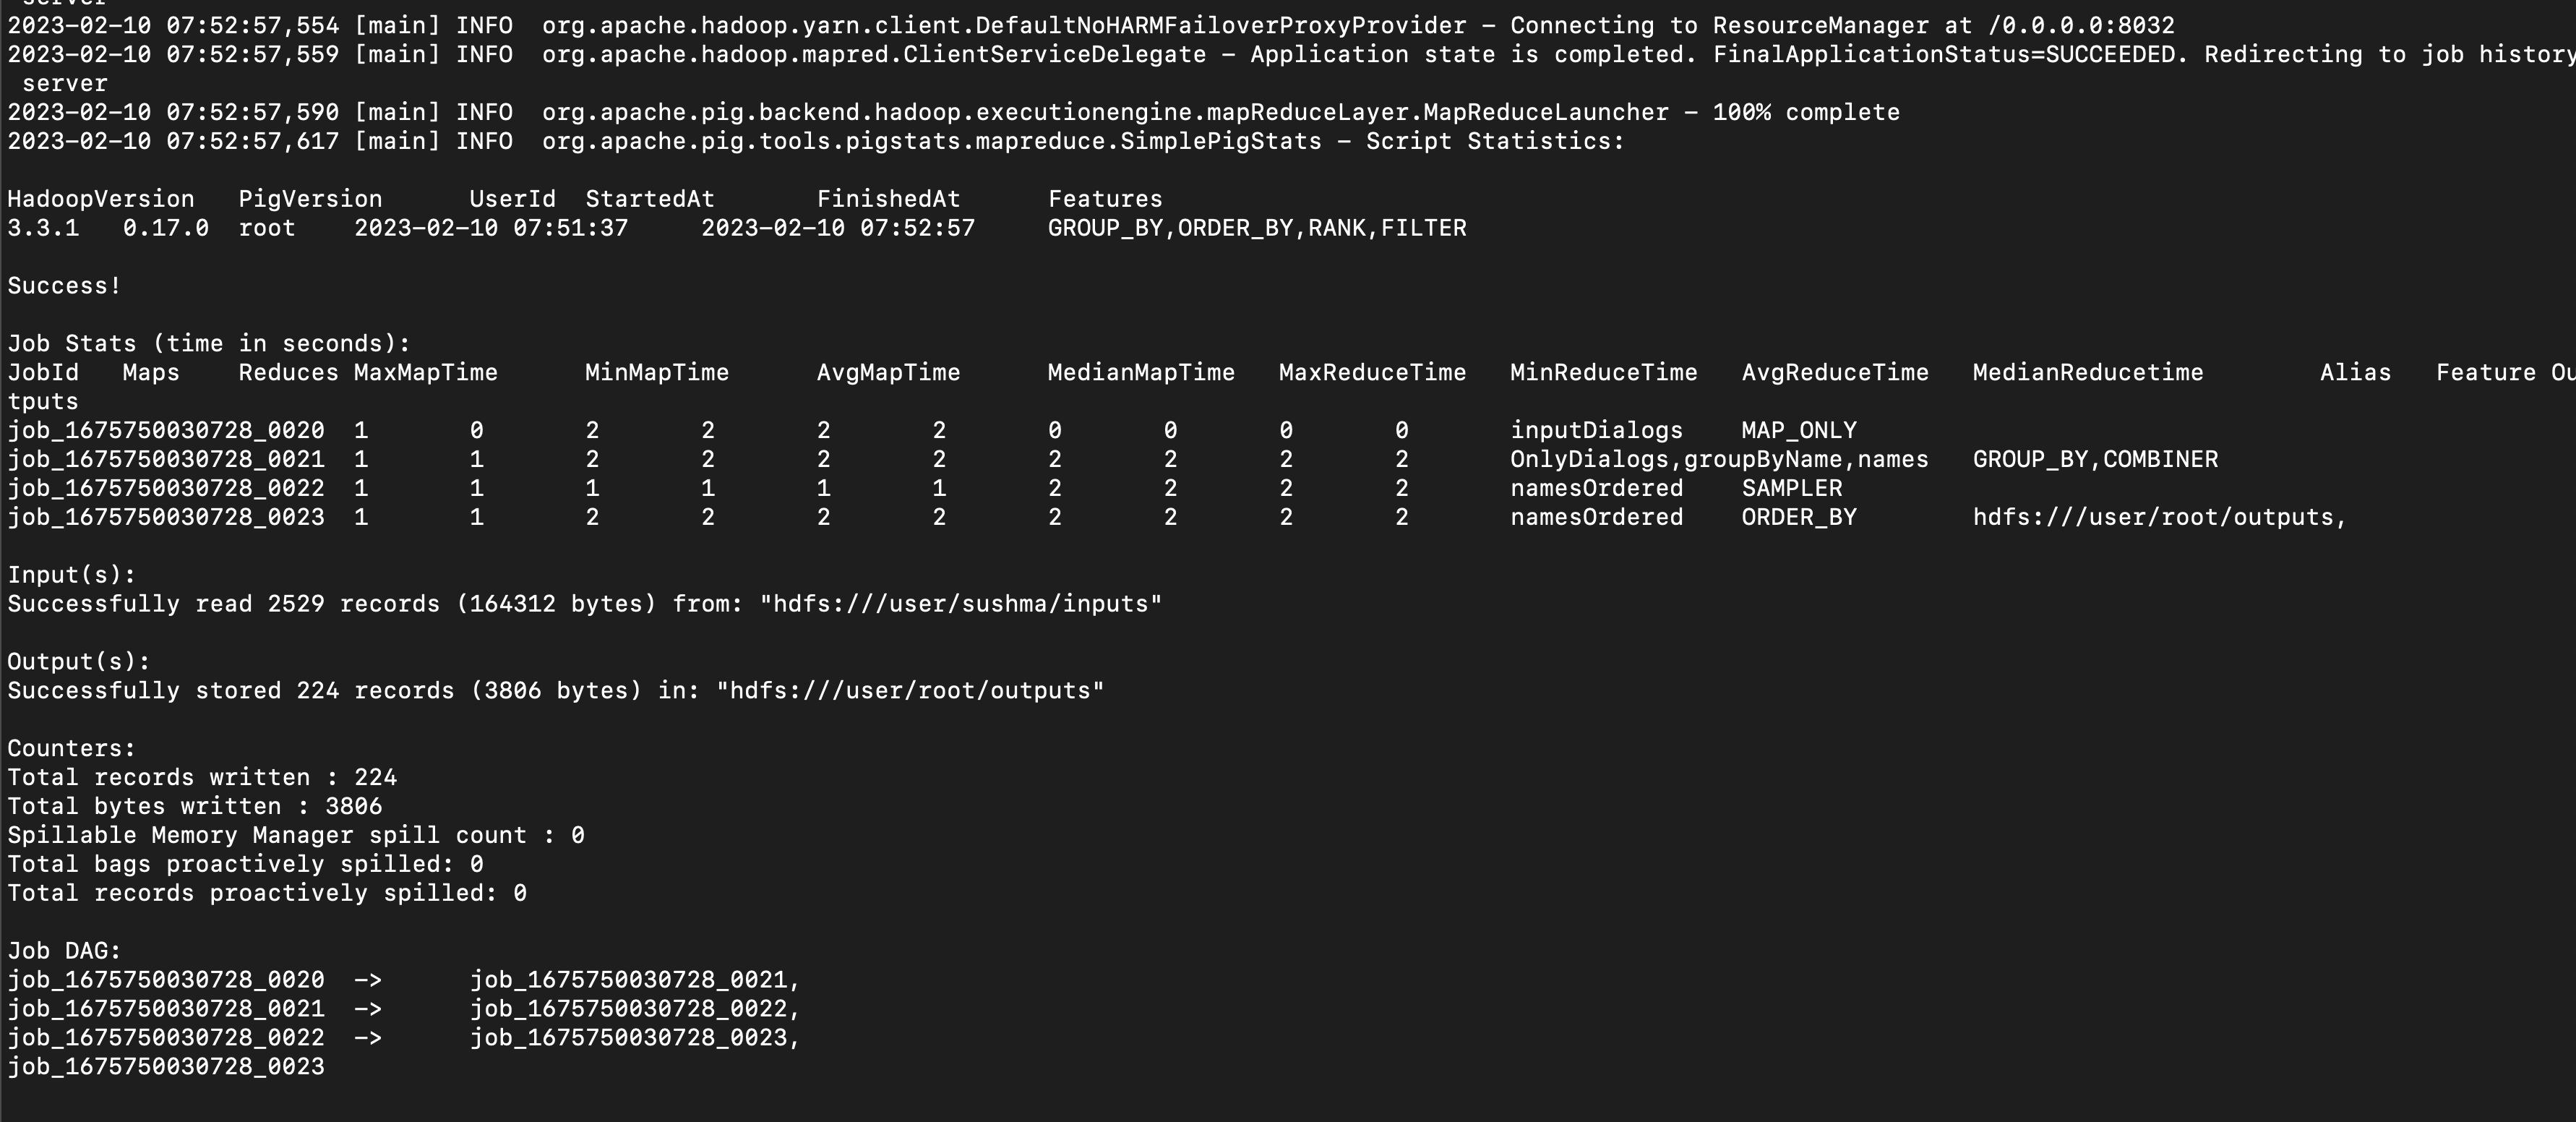 server
2023-02-10 07:52:57,554 [main] INFO  org.apache.hadoop.yarn.client.DefaultNoHARMFailoverProxyProvider – Connecting to ResourceManager at /0.0.0.0:8032
2023-02-10 07:52:57,559 [main] INFO  org.apache.hadoop.mapred.ClientServiceDelegate – Application state is completed. FinalApplicationStatus=SUCCEEDED. Redirecting to job history
server
2023-02-10 07:52:57,590 [main] INFO  org.apache.pig.backend.hadoop.executionengine.mapReduceLayer.MapReduceLauncher – 100% complete
2023-02-10 07:52:57,617 [main] INFO  org.apache.pig.tools.pigstats.mapreduce.SimplePigStats – Script Statistics:
HadoopVersion PigVersion UserId StartedAt FinishedAt Features
3.3.1 0.17.0 root 2023-02-10 07:51:37 2023-02-10 07:52:57 GROUP_BY,ORDER_BY,RANK,FILTER
Success!
Job Stats (time in seconds):
JobId Maps Reduces MaxMapTime MinMapTime AvgMapTime MedianMapTime MaxReduceTime MinReduceTime AvgReduceTime MedianReducetime Alias Feature Ou
tputs
job_1675750030728_0020 1 0 2 2 2 2 0 0 0 0 inputDialogs MAP_ONLY
job_1675750030728_0021 1 1 2 2 2 2 2 2 2 2 OnlyDialogs,groupByName,names GROUP_BY,COMBINER
job_1675750030728_0022 1 1 1 1 1 1 2 2 2 2 namesOrdered SAMPLER
job_1675750030728_0023 1 1 2 2 2 2 2 2 2 2 namesOrdered ORDER_BY hdfs:///user/root/outputs,
Input(s):
Successfully read 2529 records (164312 bytes) from: "hdfs:///user/sushma/inputs"
Output(s):
Successfully stored 224 records (3806 bytes) in: "hdfs:///user/root/outputs"
Counters:
Total records written : 224
Total bytes written : 3806
Spillable Memory Manager spill count : 0
Total bags proactively spilled: 0
Total records proactively spilled: 0
Job DAG:
job_1675750030728_0020 –> job_1675750030728_0021,
job_1675750030728_0021 –> job_1675750030728_0022,
job_1675750030728_0022 –> job_1675750030728_0023,
job_1675750030728_0023